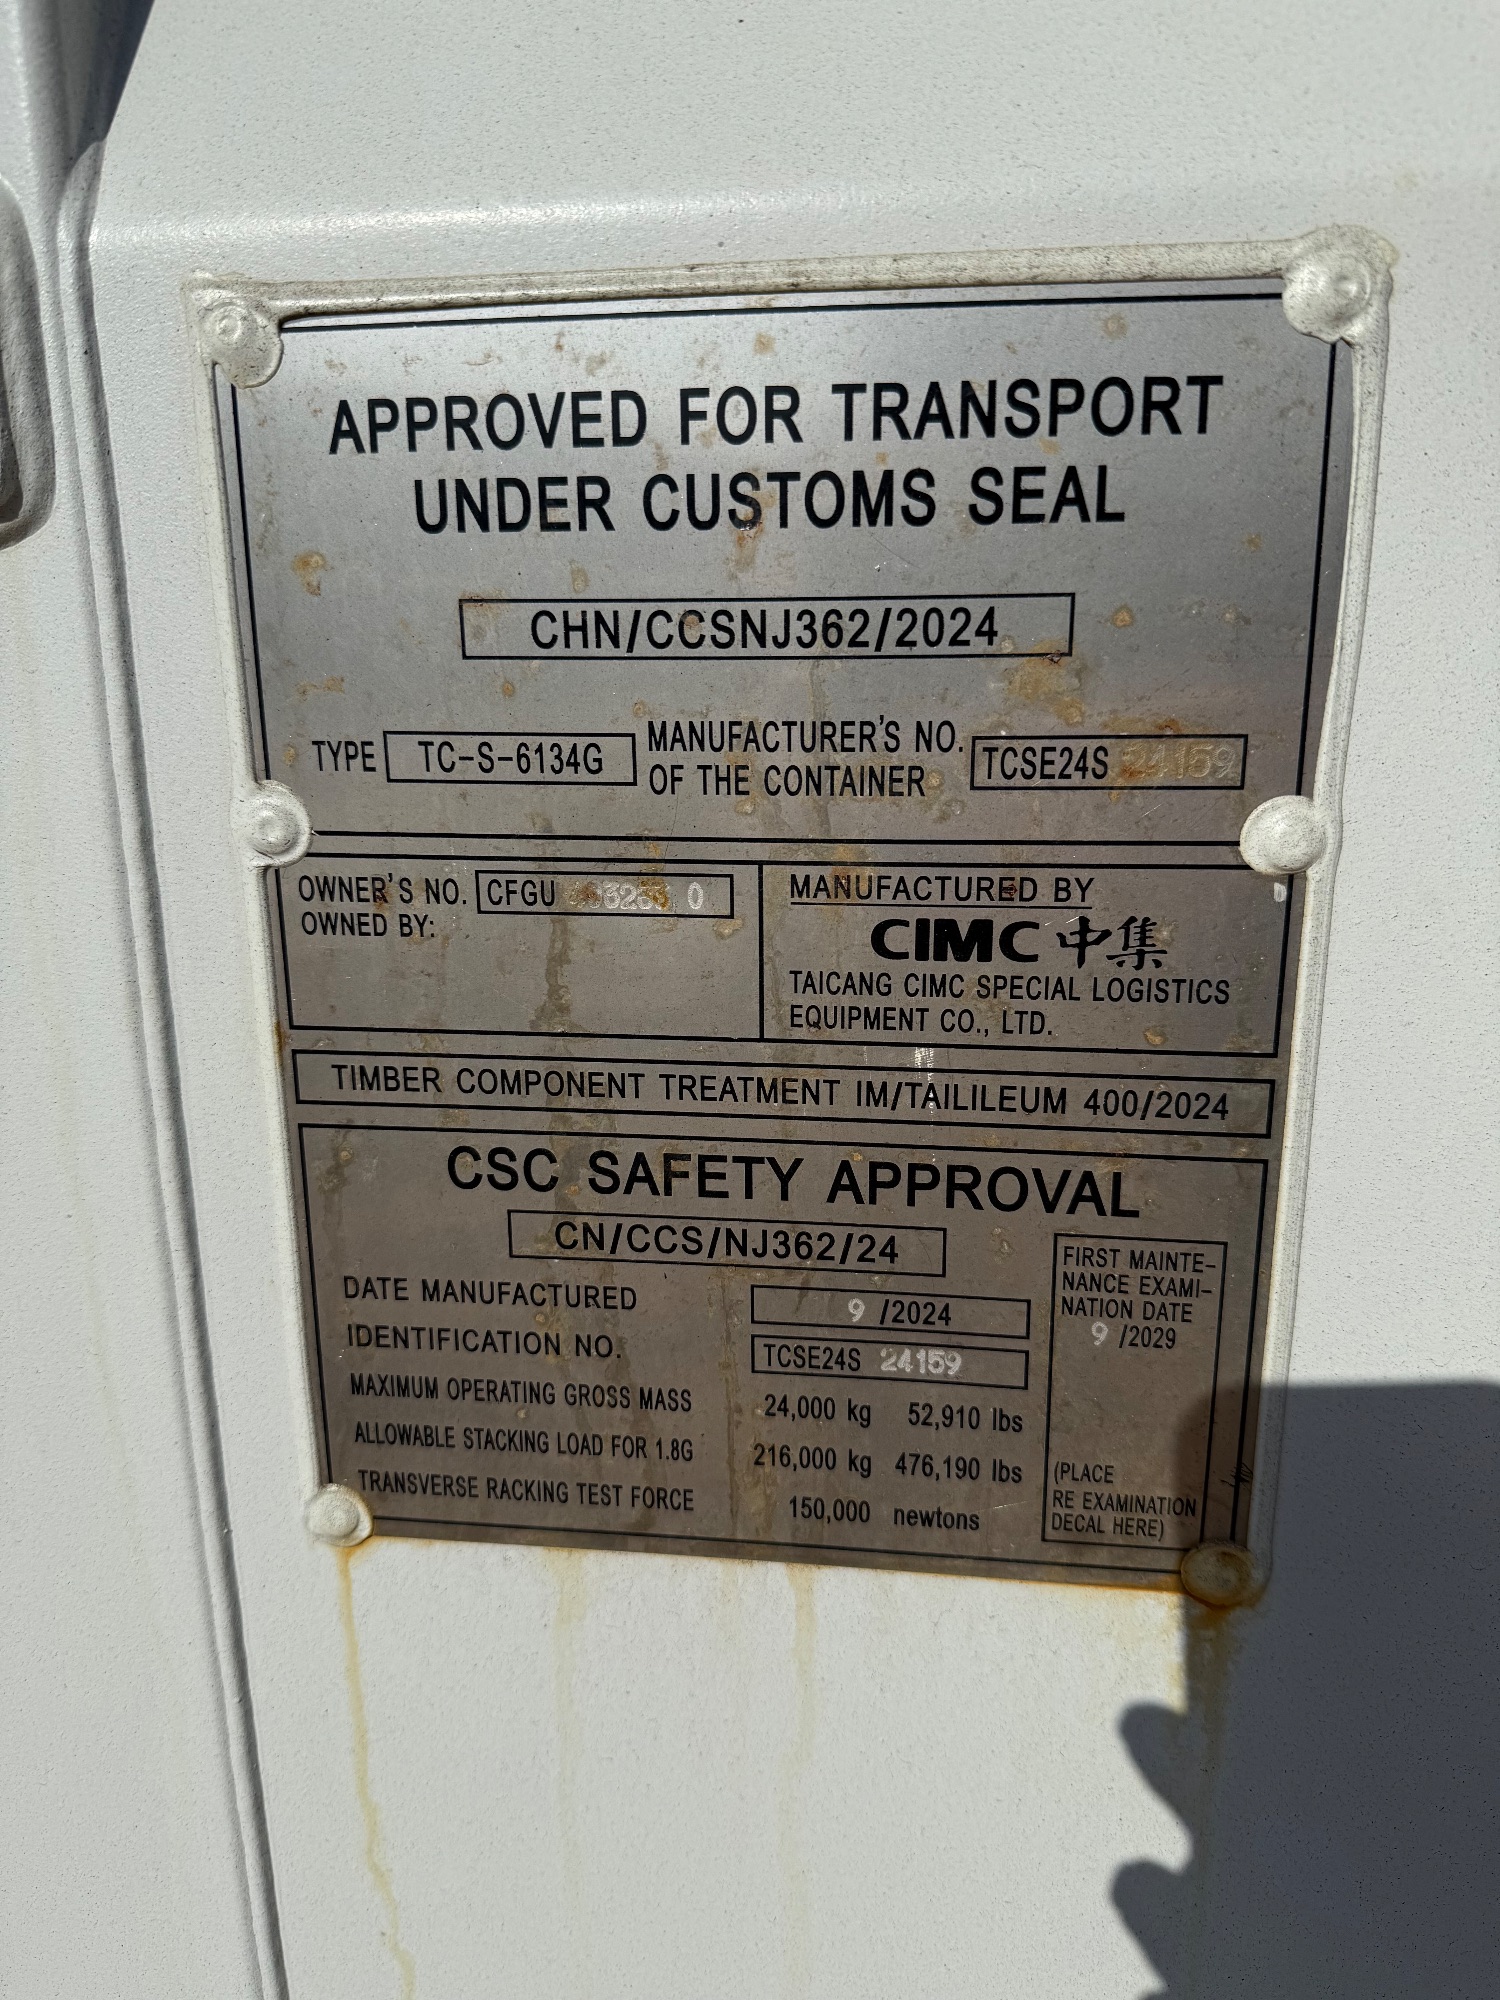 APPROVED FOR TRANSPORT
UNDER CUSTOMS SEAL
CHN/CCSNJ362/2024
TYPE TC-S-6134G MANUFACTURER'S NO. OF THE CONTAINER TCSE24S 24159
OWNER'S NO. CFGU 0
OWNED BY:
MANUFACTURED BY
CIMC 中集
TAICANG CIMC SPECIAL LOGISTICS
EQUIPMENT CO., LTD.
TIMBER COMPONENT TREATMENT IM/TAILILEUM 400/2024
CSC SAFETY APPROVAL
CN/CCS/NJ362/24
DATE MANUFACTURED 9 /2024
IDENTIFICATION NO. TCSE24S 24159
MAXIMUM OPERATING GROSS MASS 24,000 kg 52,910 lbs
ALLOWABLE STACKING LOAD FOR 1.8G 216,000 kg 476,190 lbs
TRANSVERSE RACKING TEST FORCE 150,000 newtons
FIRST MAINTE-
NANCE EXAMI-
NATION DATE
9 /2029
(PLACE
RE EXAMINATION
DECAL HERE)